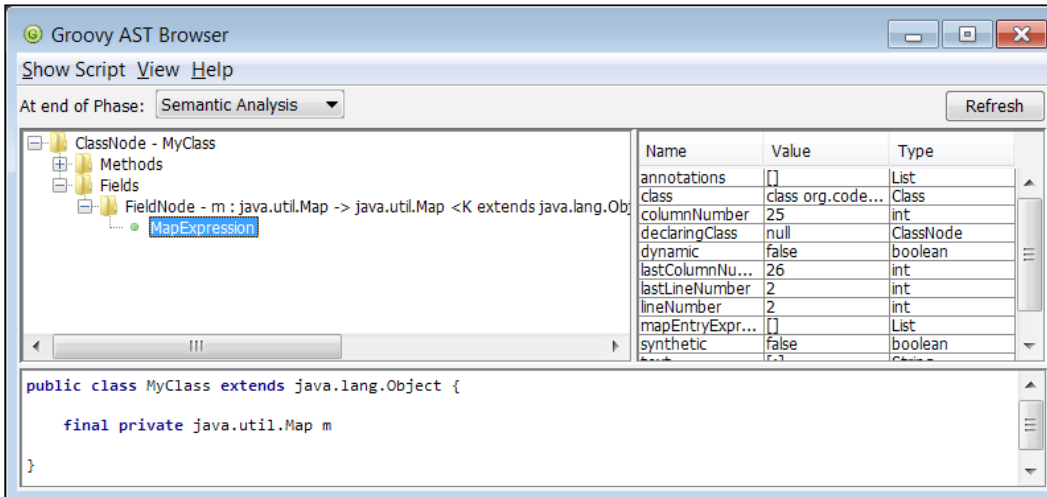 Groovy AST Browser
Show Script View Help
At end of Phase: Semantic Analysis Refresh
ClassNode - MyClass
Methods
Fields
FieldNode - m : java.util.Map -> java.util.Map <K extends java.lang.Obj
MapExpression
Name Value Type
annotations [] List
class class org.code... Class
columnNumber 25 int
declaringClass null ClassNode
dynamic false boolean
lastColumnNu... 26 int
lastLineNumber 2 int
lineNumber 2 int
mapEntryExpr... [] List
synthetic false boolean
public class MyClass extends java.lang.Object {
final private java.util.Map m
}